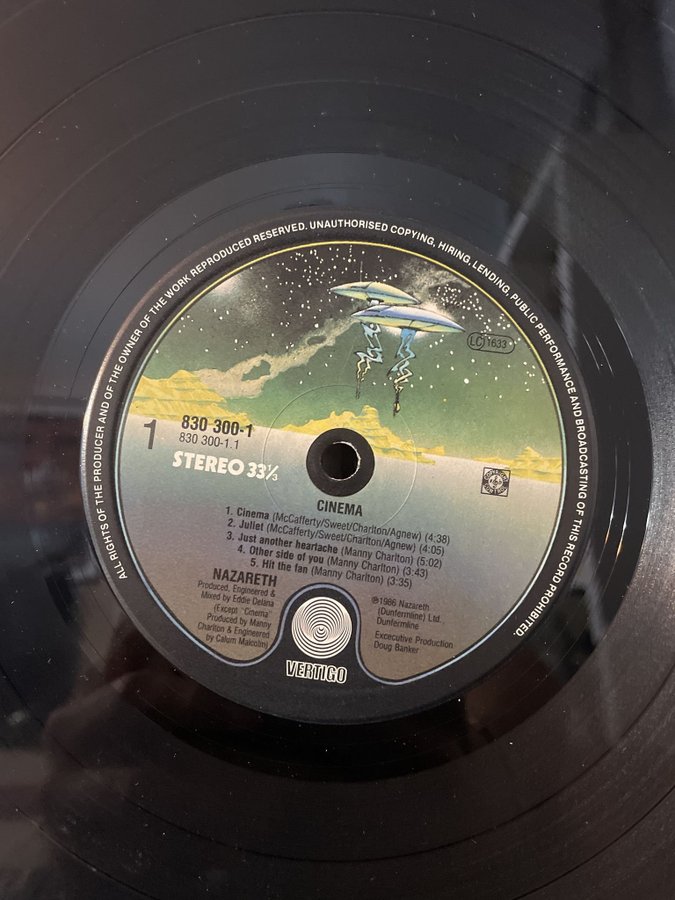 ALL RIGHTS OF THE PRODUCER AND OF THE OWNER OF THE WORK REPRODUCED RESERVED. UNAUTHORISED COPYING, HIRING, LENDING, PUBLIC PERFORMANCE AND BROADCASTING OF THIS RECORD PROHIBITED.
LC 1633
1
830 300-1
830 300-1.1
STEREO 33⅓
CINEMA
1. Cinema (McCafferty/Sweet/Charlton/Agnew) (4:38)
2. Juliet (McCafferty/Sweet/Charlton/Agnew) (4:05)
3. Just another heartache (Manny Charlton) (5:02)
4. Other side of you (Manny Charlton) (3:43)
5. Hit the fan (Manny Charlton) (3:35)
NAZARETH
Produced, Engineered &
Mixed by Eddie Delana
(Except "Cinema"
Produced by Manny
Charlton & Engineered
by Calum Malcolm)
℗1986 Nazareth
(Dunfermline) Ltd.
Dunfermline
Excecutive Production
Doug Banker
VERTIGO